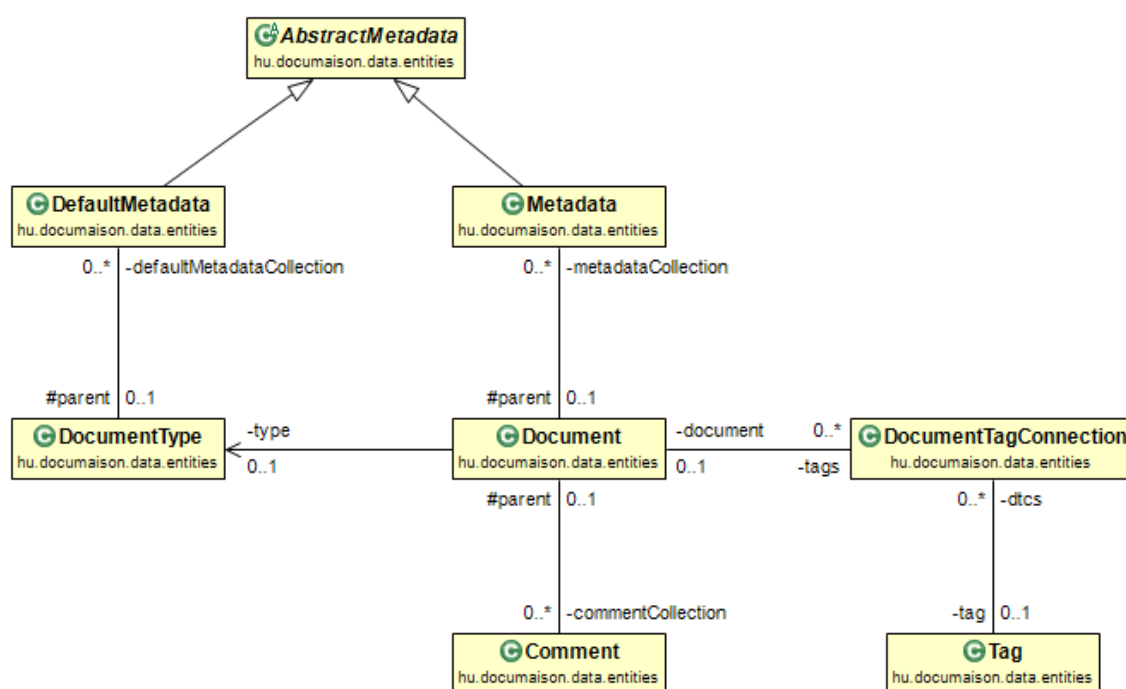 AbstractMetadata
hu.documaison.data.entities
DefaultMetadata
hu.documaison.data.entities
Metadata
hu.documaison.data.entities
0..* -defaultMetadataCollection
0..* -metadataCollection
#parent 0..1
#parent 0..1
DocumentType
hu.documaison.data.entities
-type
0..1
Document
hu.documaison.data.entities
-document 0..*
0..1 -tags
DocumentTagConnection
hu.documaison.data.entities
#parent 0..1
0..* -dtcs
0..* -commentCollection
-tag 0..1
Comment
hu.documaison.data.entities
Tag
hu.documaison.data.entities